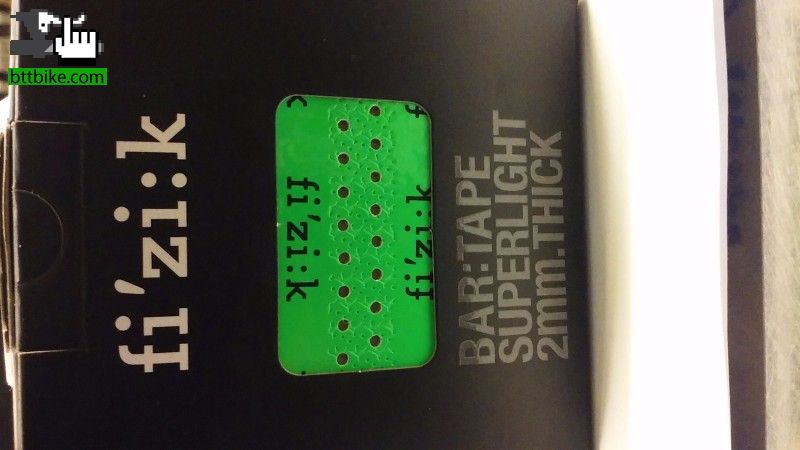 bttbike.com
fi'zi:k
fi'zi:k
fi'zi:k
BAR:TAPE
SUPERLIGHT
2mm.THICK